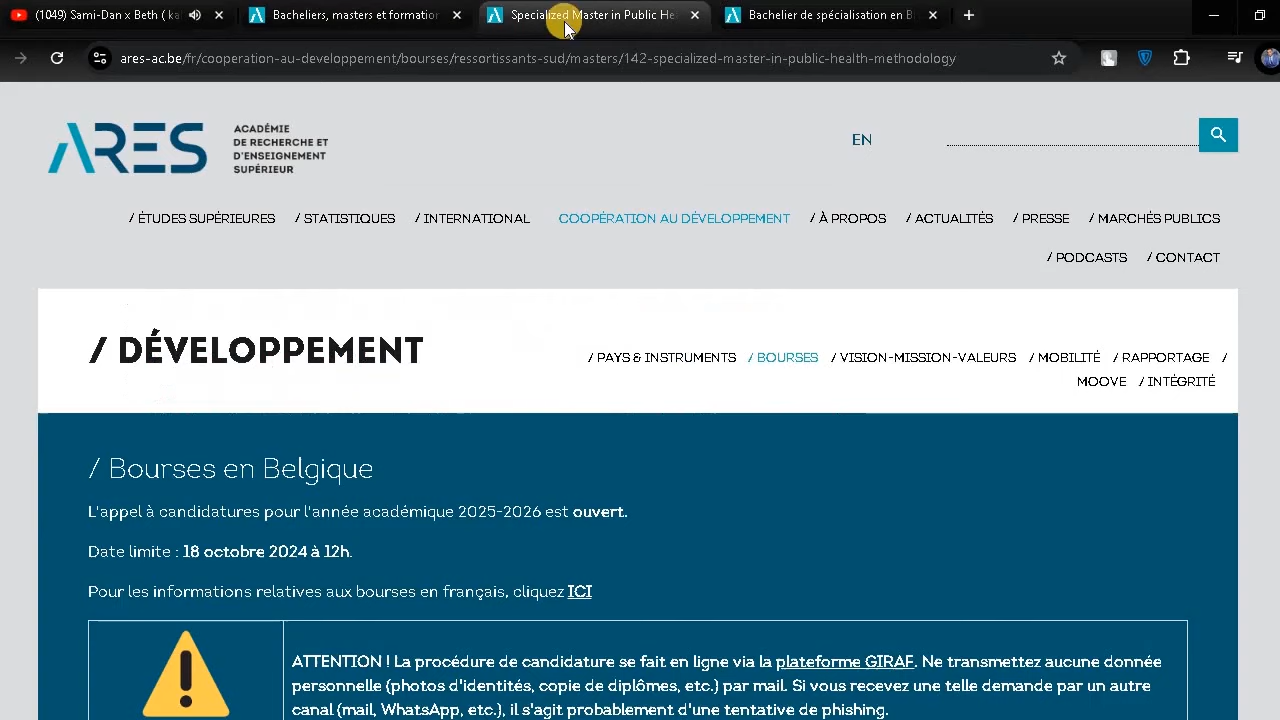 (1049) Sami-Dan x Beth ( ka
Bacheliers, masters et formation
Specialized Master in Public Hea
Bachelier de spécialisation en B
ares-ac.be/fr/cooperation-au-developpement/bourses/ressortissants-sud/masters/142-specialized-master-in-public-health-methodology
ARES
ACADÉMIE
DE RECHERCHE ET
D'ENSEIGNEMENT
SUPÉRIEUR
EN
/ ÉTUDES SUPÉRIEURES / STATISTIQUES / INTERNATIONAL COOPÉRATION AU DÉVELOPPEMENT / À PROPOS / ACTUALITÉS / PRESSE / MARCHÉS PUBLICS
/ PODCASTS / CONTACT
/ DÉVELOPPEMENT
/ PAYS & INSTRUMENTS / BOURSES / VISION-MISSION-VALEURS / MOBILITÉ / RAPPORTAGE /
MOOVE / INTÉGRITÉ
/ Bourses en Belgique
L'appel à candidatures pour l'année académique 2025-2026 est ouvert.
Date limite : 18 octobre 2024 à 12h.
Pour les informations relatives aux bourses en français, cliquez ICI
ATTENTION ! La procédure de candidature se fait en ligne via la plateforme GIRAF. Ne transmettez aucune donnée
personnelle (photos d'identités, copie de diplômes, etc.) par mail. Si vous recevez une telle demande par un autre
canal (mail, WhatsApp, etc.), il s'agit probablement d'une tentative de phishing.